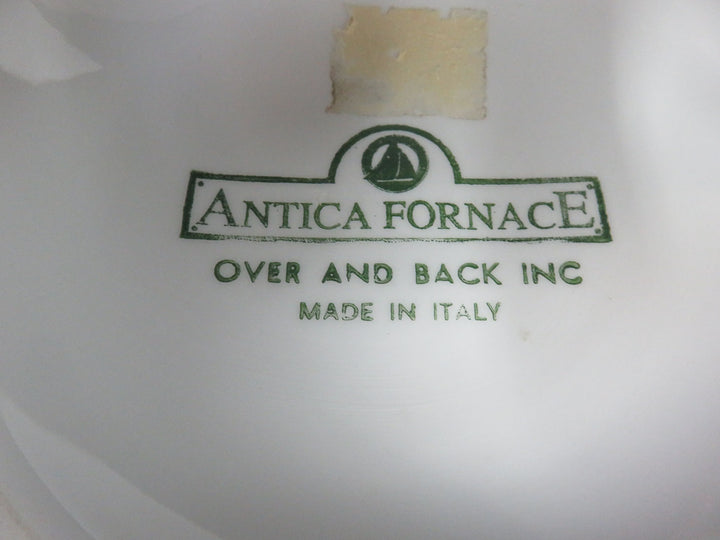 ANTICA FORNACE
OVER AND BACK INC
MADE IN ITALY